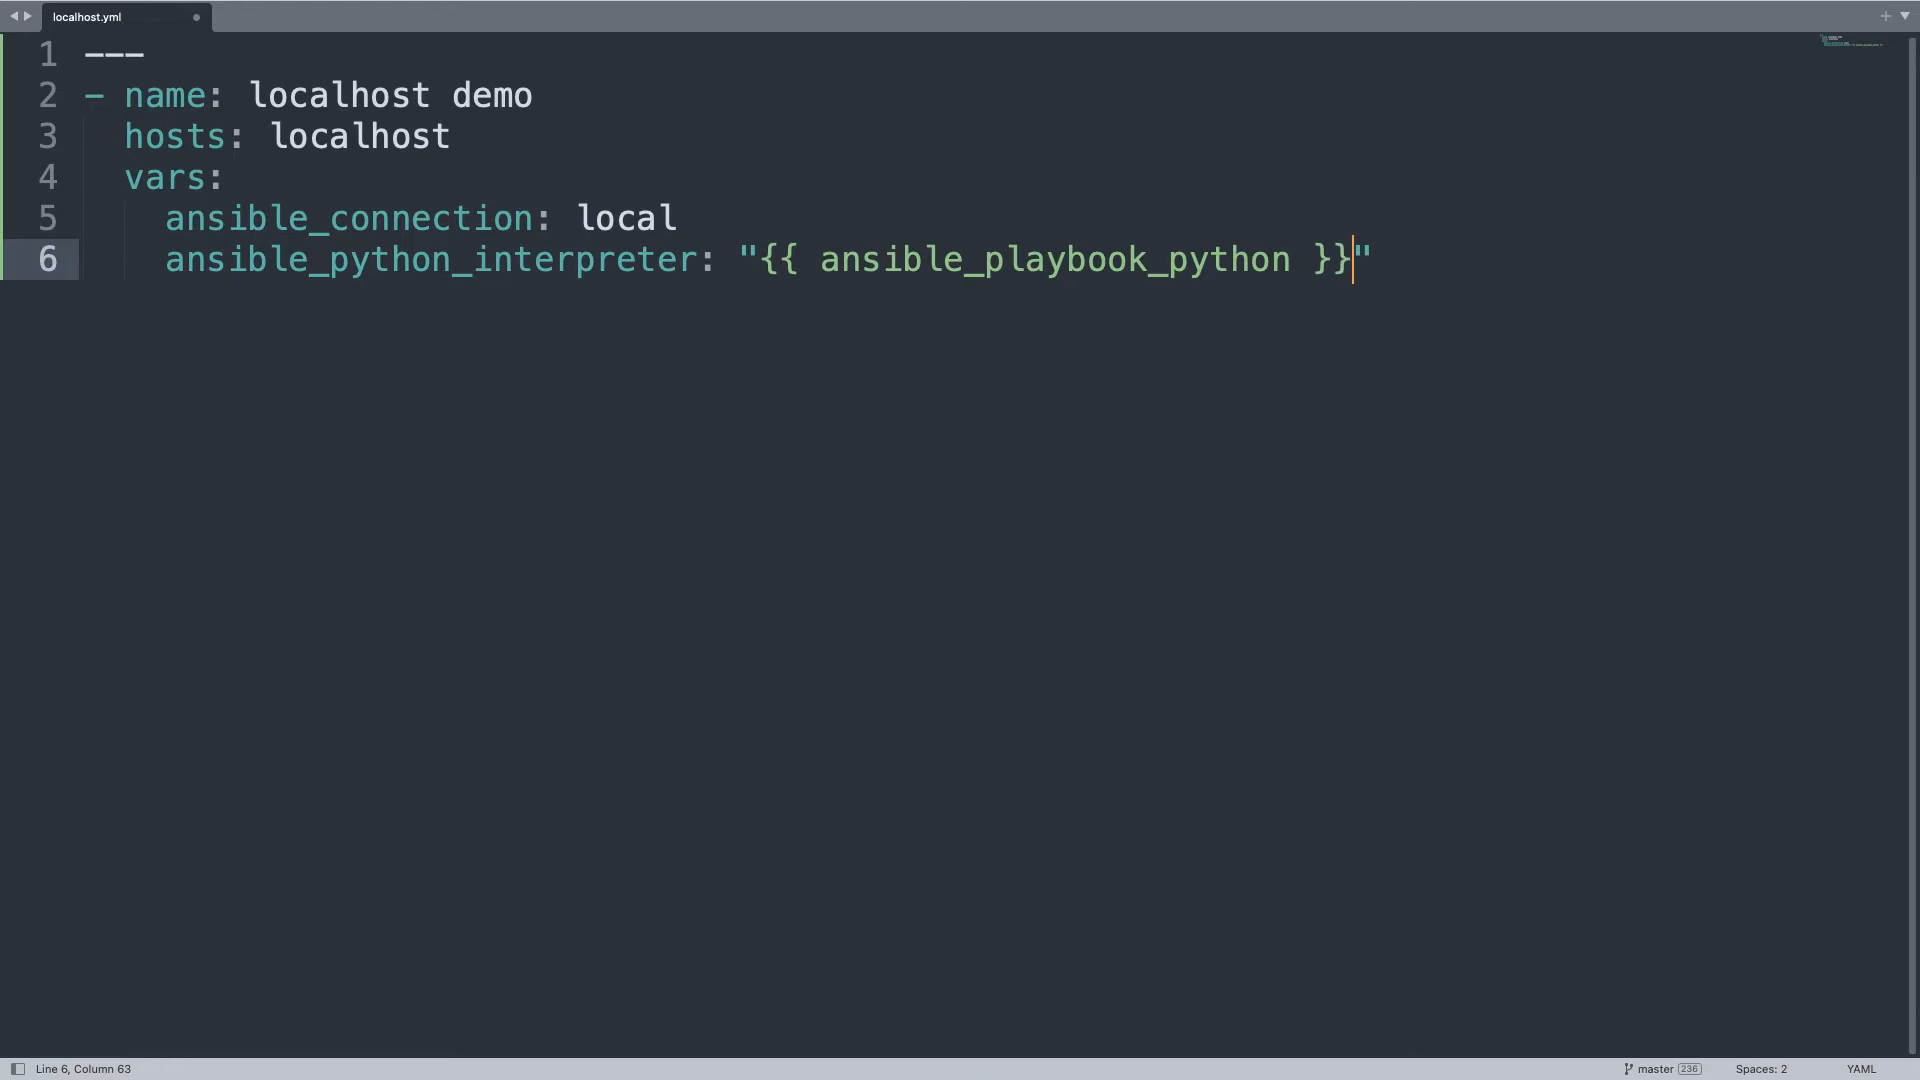 localhost.yml
1 ---
2 - name: localhost demo
3 hosts: localhost
4 vars:
5 ansible_connection: local
6 ansible_python_interpreter: "{{ ansible_playbook_python }}"
Line 6, Column 63
master 236
Spaces: 2
YAML